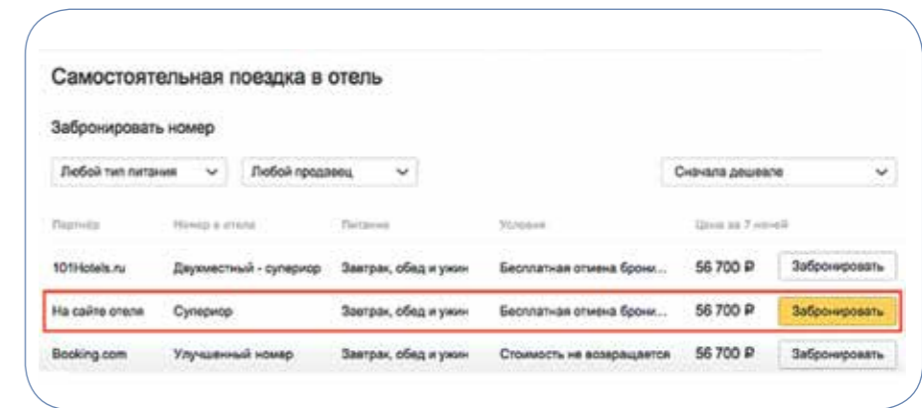 Самостоятельная поездка в отель
Забронировать номер
Любой тип питания Любой продавец Сначала дешевле
Партнёр Номер в отеле Питание Условия Цена за 7 ночей
101Hotels.ru Двухместный - супериор Завтрак, обед и ужин Бесплатная отмена брони... 56 700 ₽ Забронировать
На сайте отеля Супериор Завтрак, обед и ужин Бесплатная отмена брони... 56 700 ₽ Забронировать
Booking.com Улучшенный номер Завтрак, обед и ужин Стоимость не возвращается 56 700 ₽ Забронировать